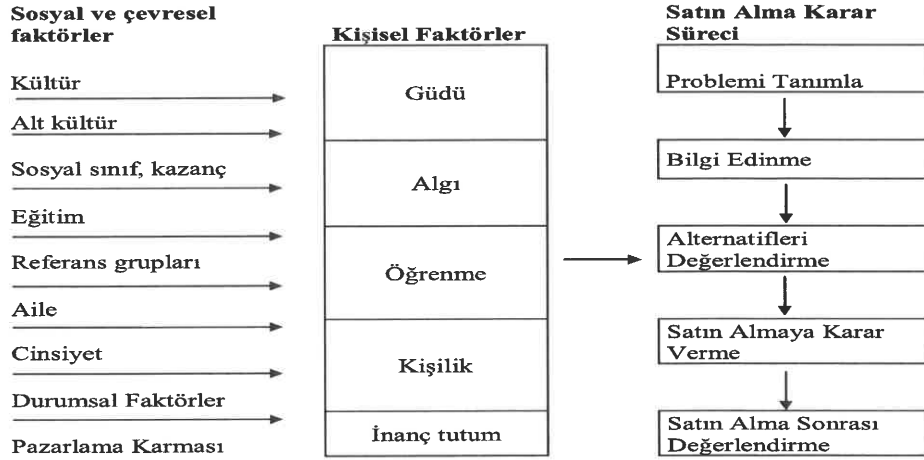 Sosyal ve çevresel
faktörler
Kültür
Alt kültür
Sosyal sınıf, kazanç
Eğitim
Referans grupları
Aile
Cinsiyet
Durumsal Faktörler
Pazarlama Karması
Kişisel Faktörler
Güdü
Algı
Öğrenme
Kişilik
İnanç tutum
Satın Alma Karar
Süreci
Problemi Tanımla
Bilgi Edinme
Alternatifleri
Değerlendirme
Satın Almaya Karar
Verme
Satın Alma Sonrası
Değerlendirme